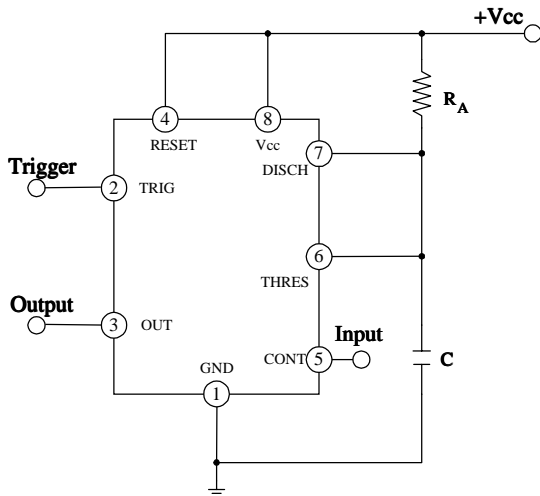 +Vcc
4
8
RESET
Vcc
R_A
7
DISCH
Trigger
2
TRIG
6
THRES
Output
3
OUT
Input
GND
CONT
5
C
1